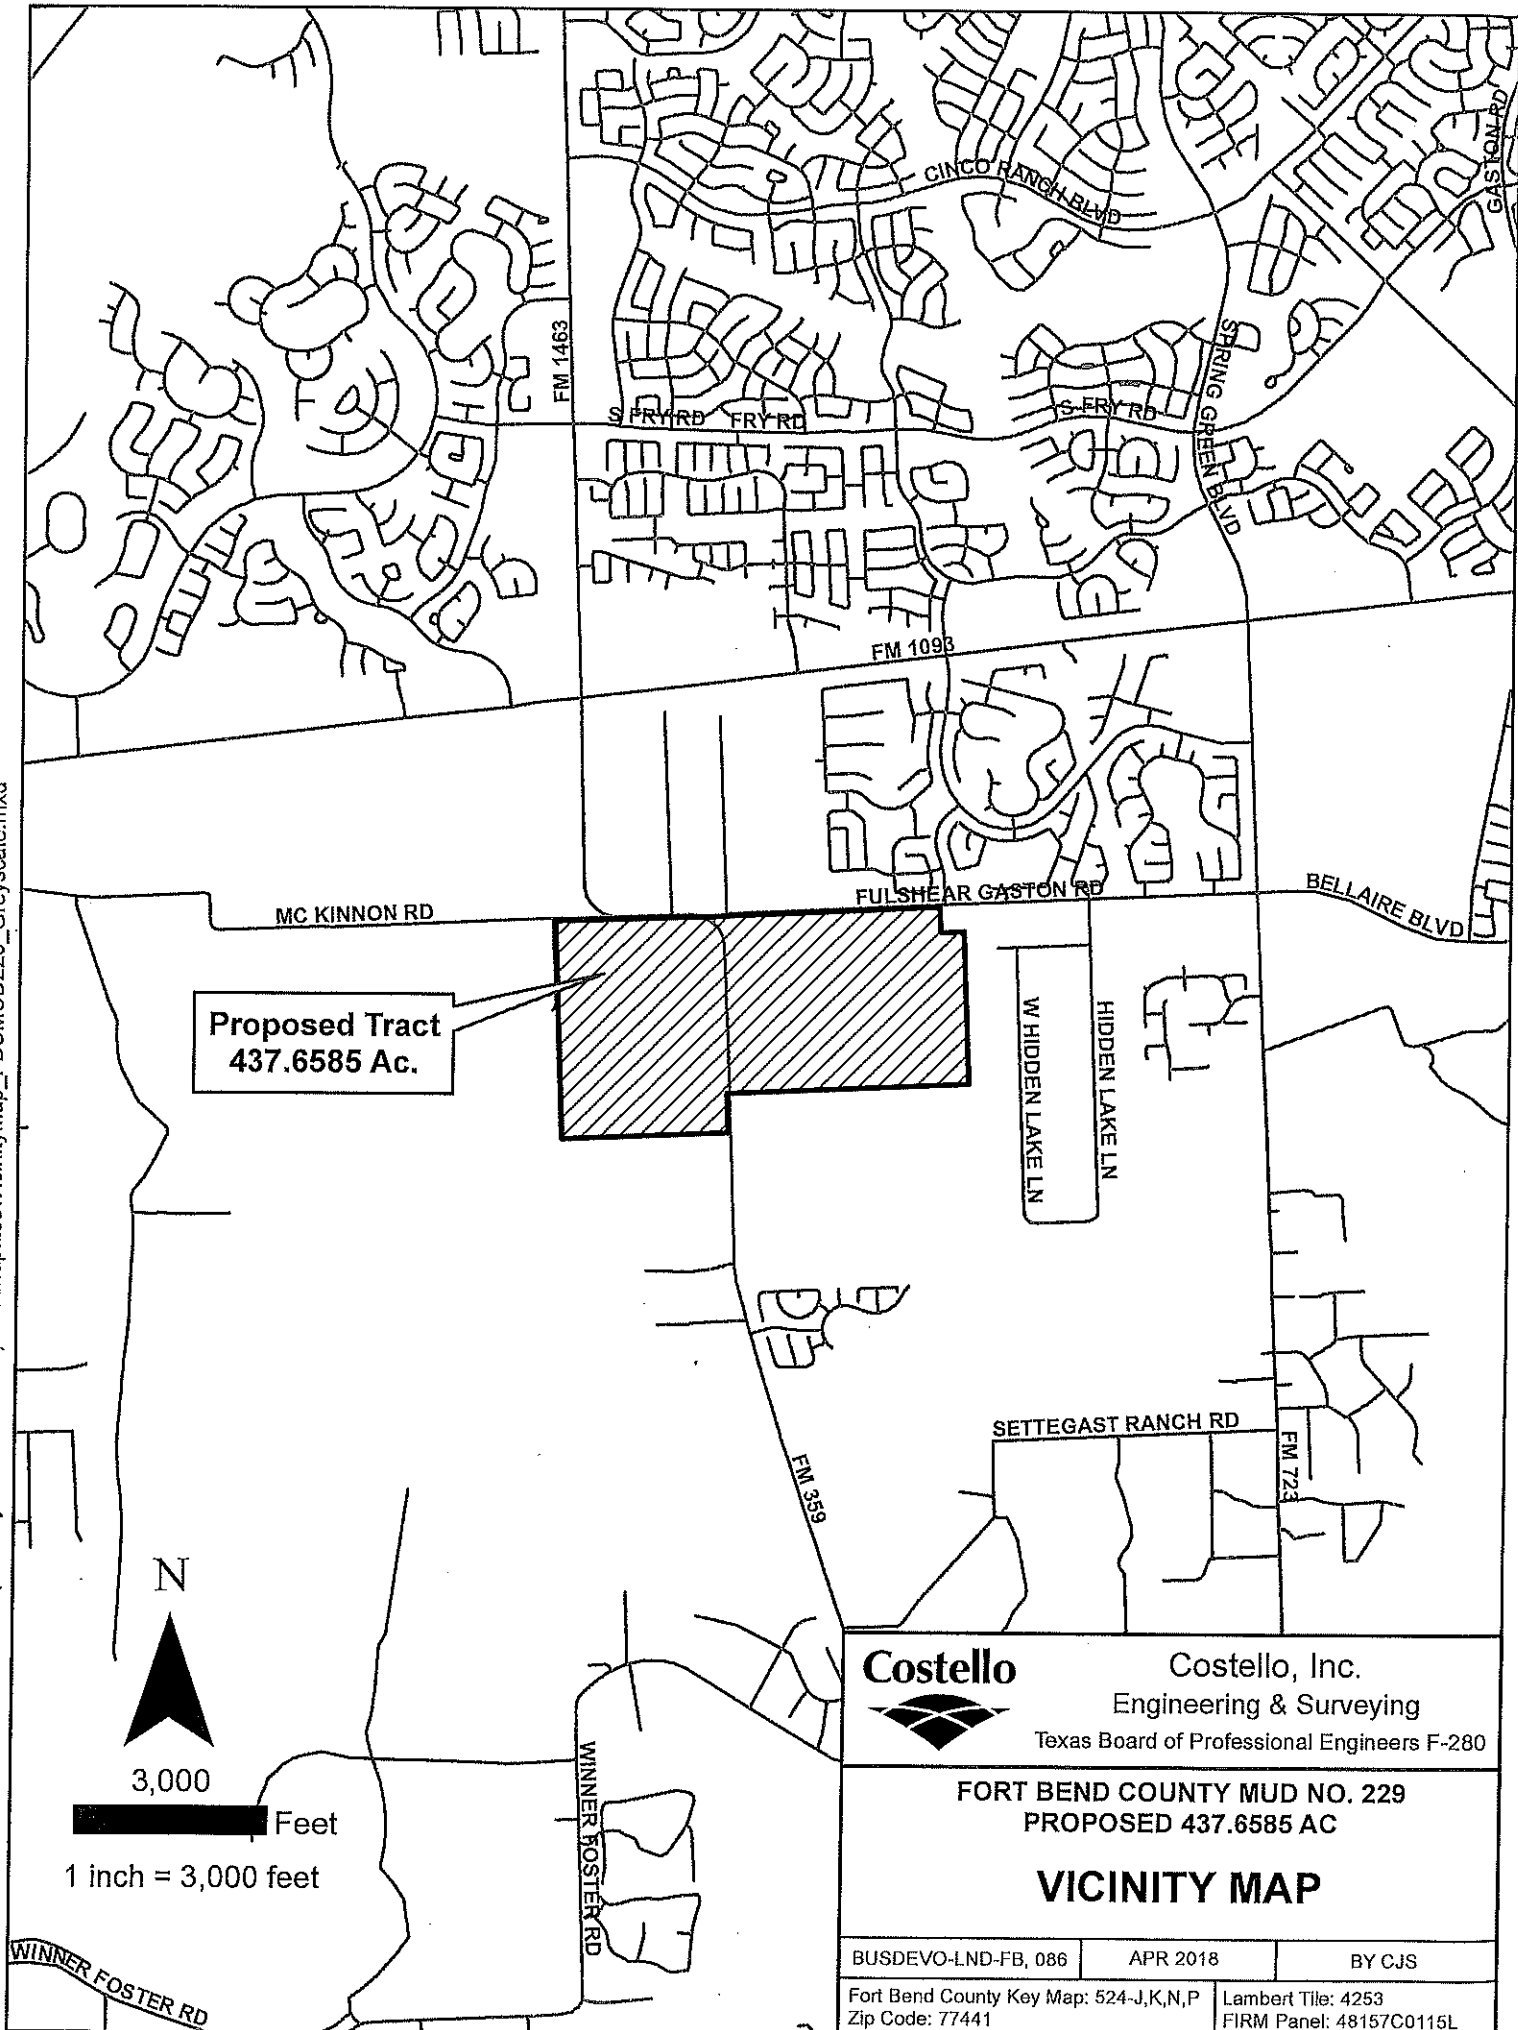 CINCO RANCH BLVD
GASTON RD
FM 1463
SPRING GREEN BLVD
S FRY RD
FRY RD
S FRY RD
FM 1093
FULSHEAR GASTON RD
BELLAIRE BLVD
MC KINNON RD
Proposed Tract
437.6585 Ac.
W HIDDEN LAKE LN
HIDDEN LAKE LN
SETTEGAST RANCH RD
FM 723
FM 359
N
3,000
Feet
1 inch = 3,000 feet
WINNER FOSTER RD
WINNER FOSTER RD
Costello
Costello, Inc.
Engineering & Surveying
Texas Board of Professional Engineers F-280
FORT BEND COUNTY MUD NO. 229
PROPOSED 437.6585 AC
VICINITY MAP
BUSDEVO-LND-FB, 086
APR 2018
BY CJS
Fort Bend County Key Map: 524-J,K,N,P
Zip Code: 77441
Lambert Tile: 4253
FIRM Panel: 48157C0115L